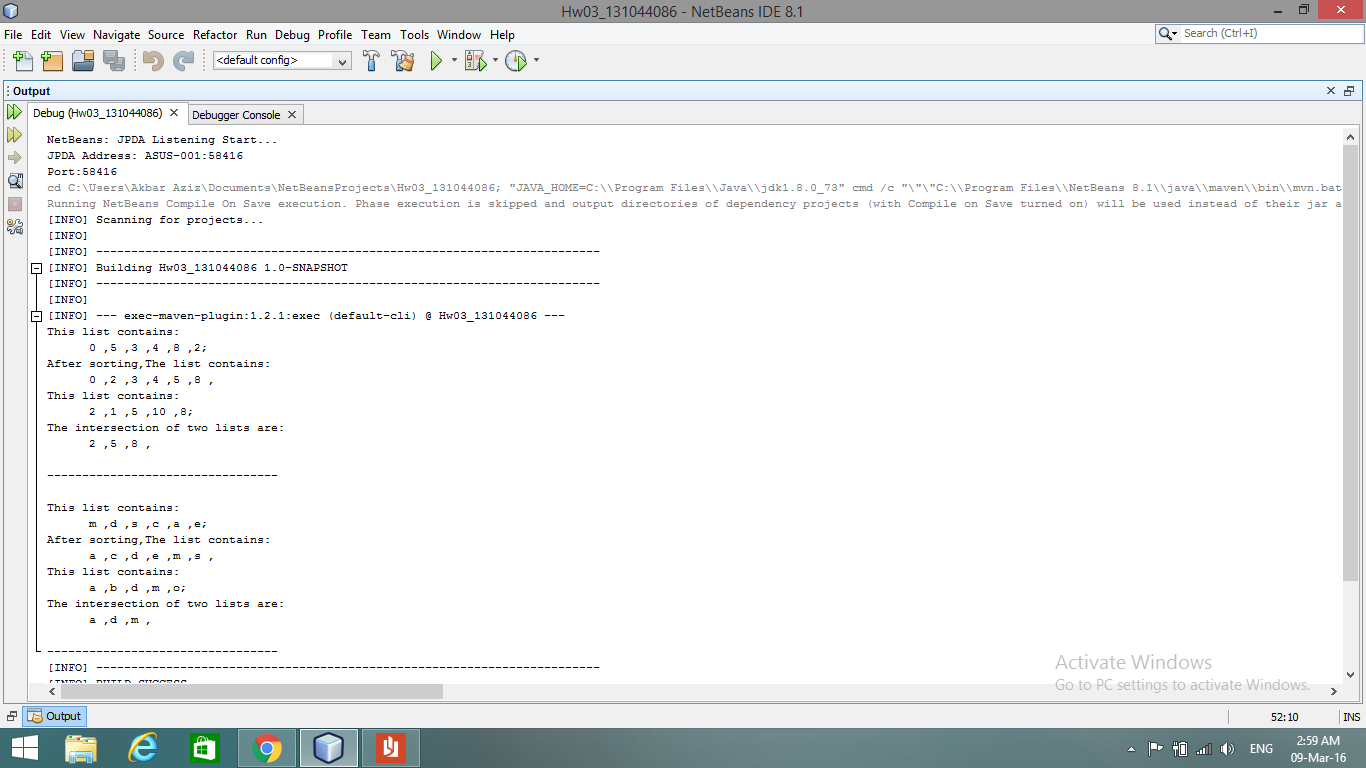 Hw03_131044086 - NetBeans IDE 8.1
File Edit View Navigate Source Refactor Run Debug Profile Team Tools Window Help
Search (Ctrl+I)
<default config>
Output
Debug (Hw03_131044086)
Debugger Console
NetBeans: JPDA Listening Start...
JPDA Address: ASUS-001:58416
Port:58416
cd C:\Users\Akbar Aziz\Documents\NetBeansProjects\Hw03_131044086; "JAVA_HOME=C:\\Program Files\\Java\\jdk1.8.0_73" cmd /c "\"\"C:\\Program Files\\NetBeans 8.1\\java\\maven\\bin\\mvn.bat
Running NetBeans Compile On Save execution. Phase execution is skipped and output directories of dependency projects (with Compile on Save turned on) will be used instead of their jar a
[INFO] Scanning for projects...
[INFO]
[INFO] ------------------------------------------------------------------------
[INFO] Building Hw03_131044086 1.0-SNAPSHOT
[INFO] ------------------------------------------------------------------------
[INFO]
[INFO] --- exec-maven-plugin:1.2.1:exec (default-cli) @ Hw03_131044086 ---
This list contains:
0 ,5 ,3 ,4 ,8 ,2;
After sorting,The list contains:
0 ,2 ,3 ,4 ,5 ,8 ,
This list contains:
2 ,1 ,5 ,10 ,8;
The intersection of two lists are:
2 ,5 ,8 ,
---------------------------------
This list contains:
m ,d ,s ,c ,a ,e;
After sorting,The list contains:
a ,c ,d ,e ,m ,s ,
This list contains:
a ,b ,d ,m ,o;
The intersection of two lists are:
a ,d ,m ,
---------------------------------
[INFO] ------------------------------------------------------------------------
[INFO] BUILD SUCCESS
Activate Windows
Go to PC settings to activate Windows.
Output
52:10
INS
ENG
2:59 AM
09-Mar-16